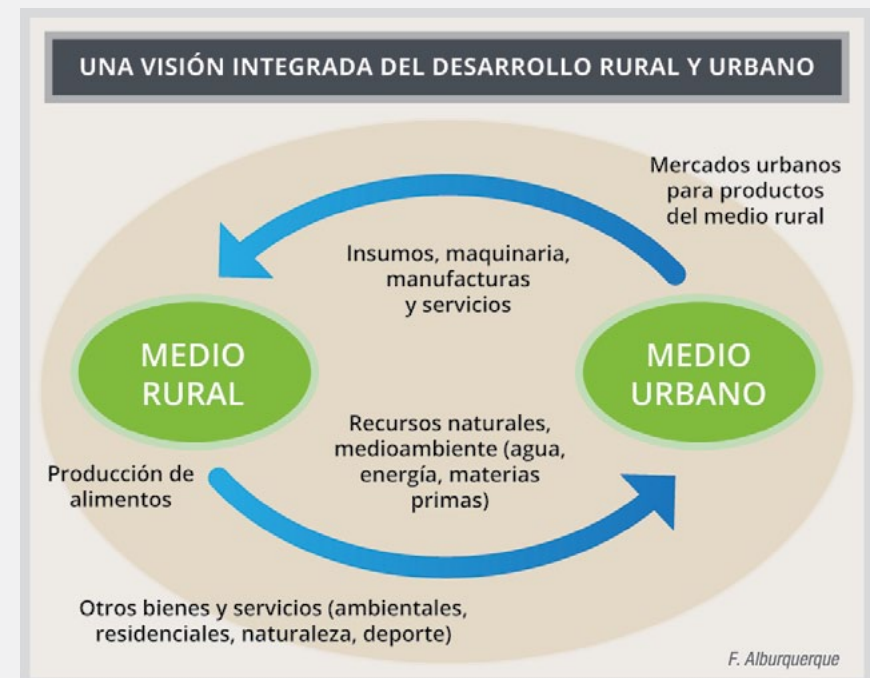 UNA VISIÓN INTEGRADA DEL DESARROLLO RURAL Y URBANO
Mercados urbanos
para productos
del medio rural
Insumos, maquinaria,
manufacturas
y servicios
MEDIO
RURAL
MEDIO
URBANO
Recursos naturales,
medioambiente (agua,
energía, materias
primas)
Producción de
alimentos
Otros bienes y servicios (ambientales,
residenciales, naturaleza, deporte)
F. Alburquerque